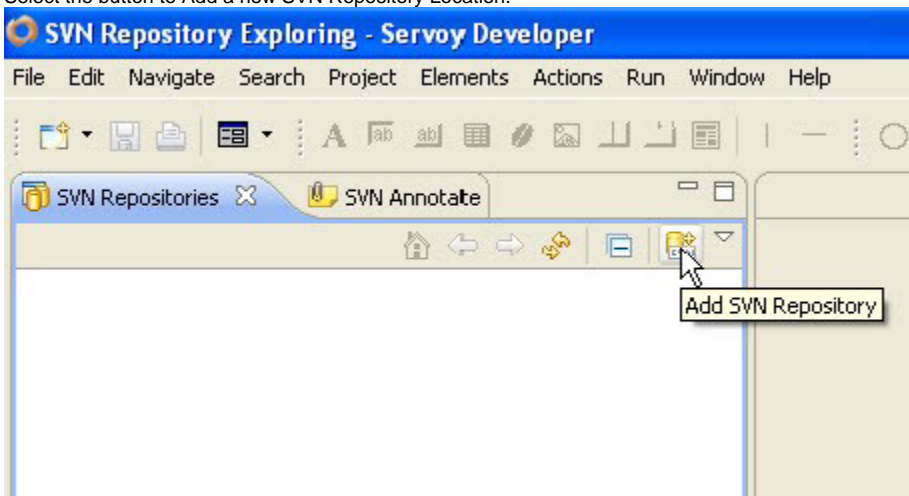 Select the button to Add a new SVN Repository Location.
SVN Repository Exploring - Servoy Developer
File Edit Navigate Search Project Elements Actions Run Window Help
SVN Repositories SVN Annotate
Add SVN Repository